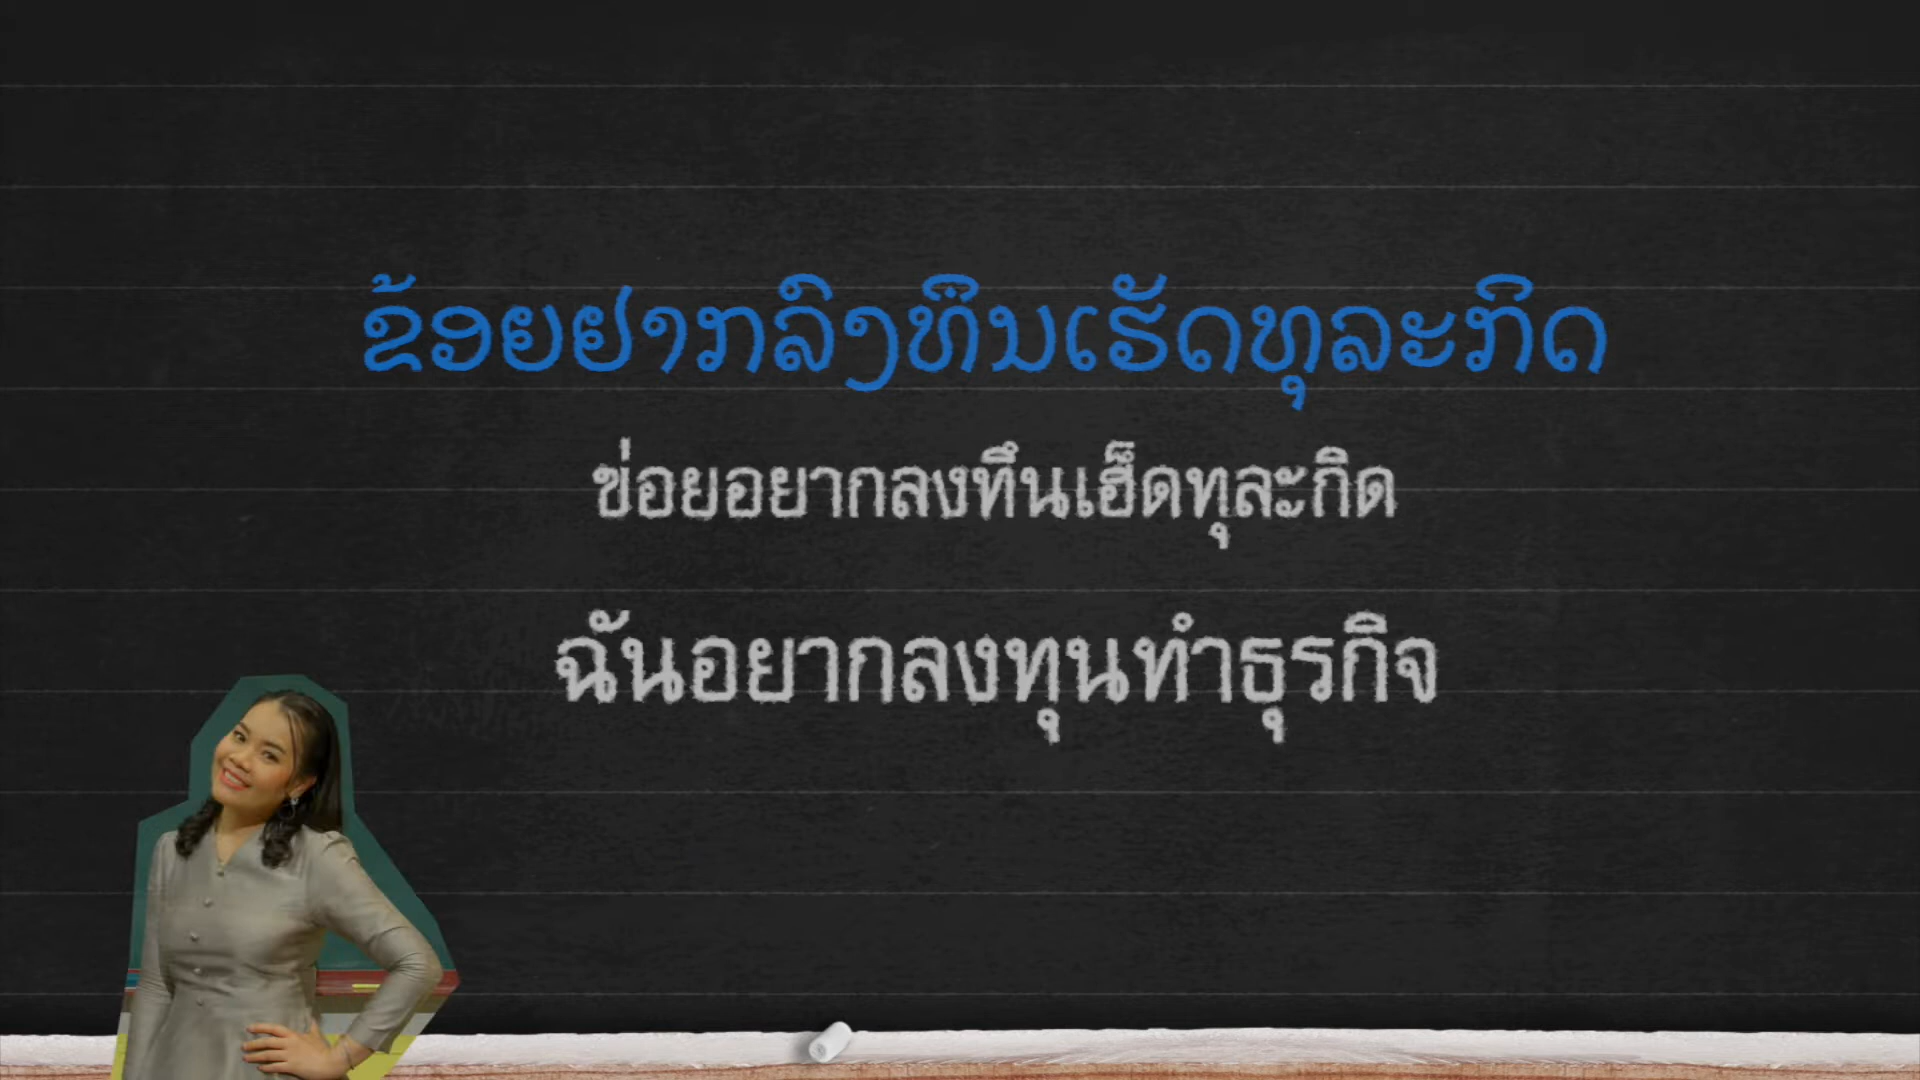 ຂ້ອຍຢາກລົງທຶນເຮັດທຸລະກິດ
ซ่อยอยากลงทึนเฮ็ดทุละกิด
ฉันอยากลงทุนทำธุรกิจ